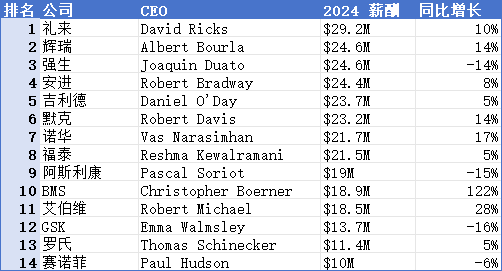 排名 公司 CEO 2024 薪酬 同比增长
1 礼来 David Ricks $29.2M 10%
2 辉瑞 Albert Bourla $24.6M 14%
3 强生 Joaquin Duato $24.6M -14%
4 安进 Robert Bradway $24.4M 8%
5 吉利德 Daniel O'Day $23.7M 5%
6 默克 Robert Davis $23.2M 14%
7 诺华 Vas Narasimhan $21.7M 17%
8 福泰 Reshma Kewalramani $21.5M 5%
9 阿斯利康 Pascal Soriot $19M -15%
10 BMS Christopher Boerner $18.9M 122%
11 艾伯维 Robert Michael $18.5M 28%
12 GSK Emma Walmsley $13.7M -16%
13 罗氏 Thomas Schinecker $11.4M 5%
14 赛诺菲 Paul Hudson $10M -6%